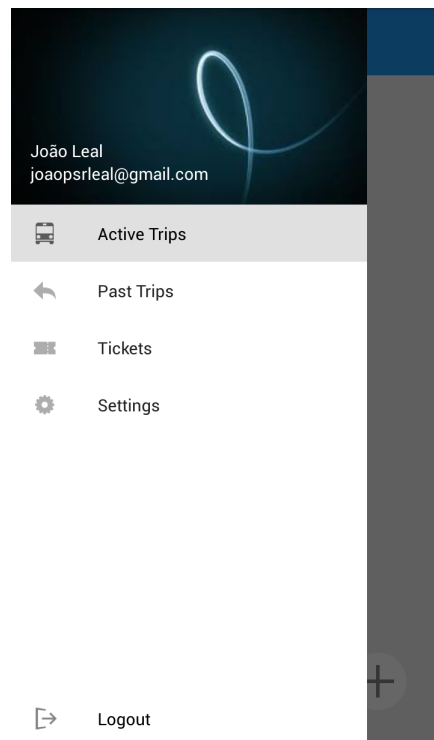 João Leal
joaopsrleal@gmail.com
Active Trips
Past Trips
Tickets
Settings
Logout